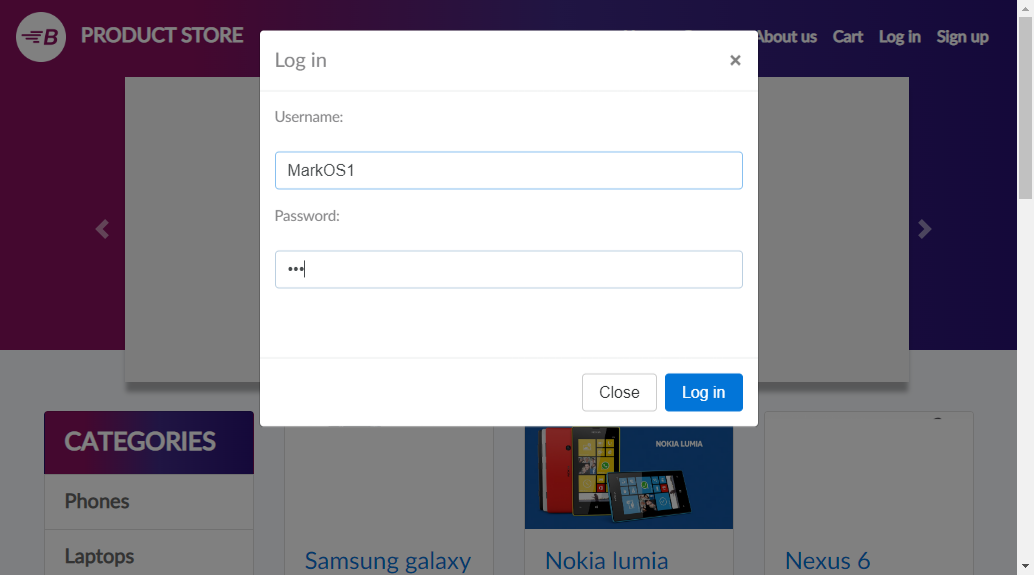 B PRODUCT STORE
About us Cart Log in Sign up
Log in ×
Username:
MarkOS1
Password:
•••
Close Log in
CATEGORIES
Phones
Laptops
NOKIA LUMIA
Samsung galaxy
Nokia lumia
Nexus 6